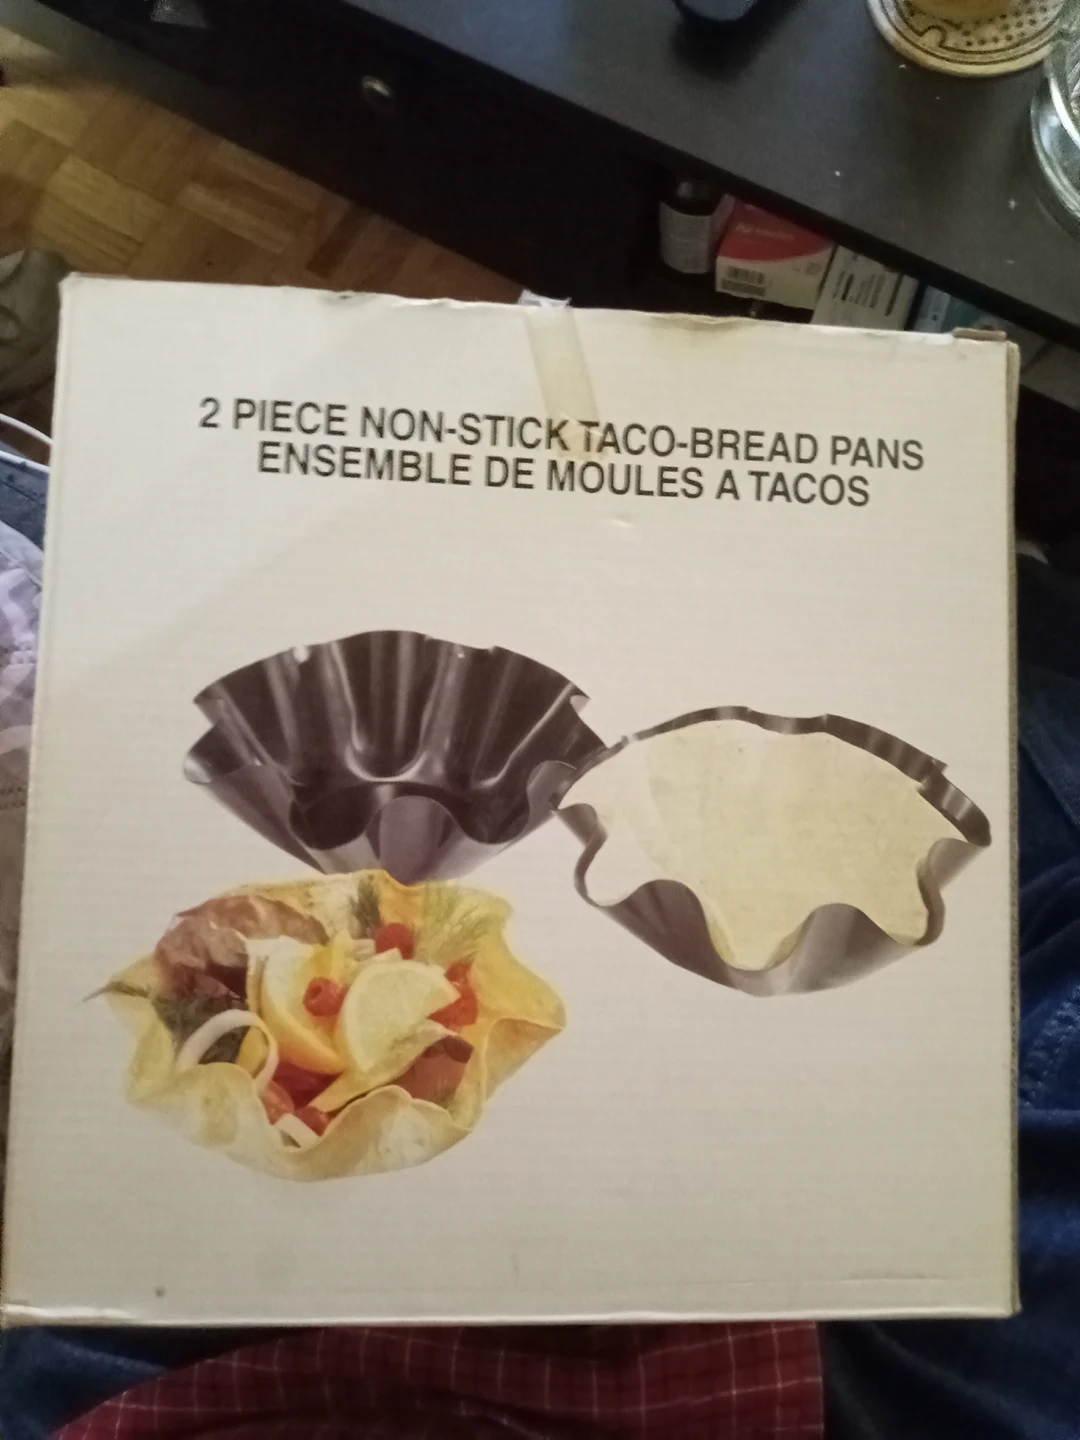 2 PIECE NON-STICK TACO-BREAD PANS
ENSEMBLE DE MOULES A TACOS